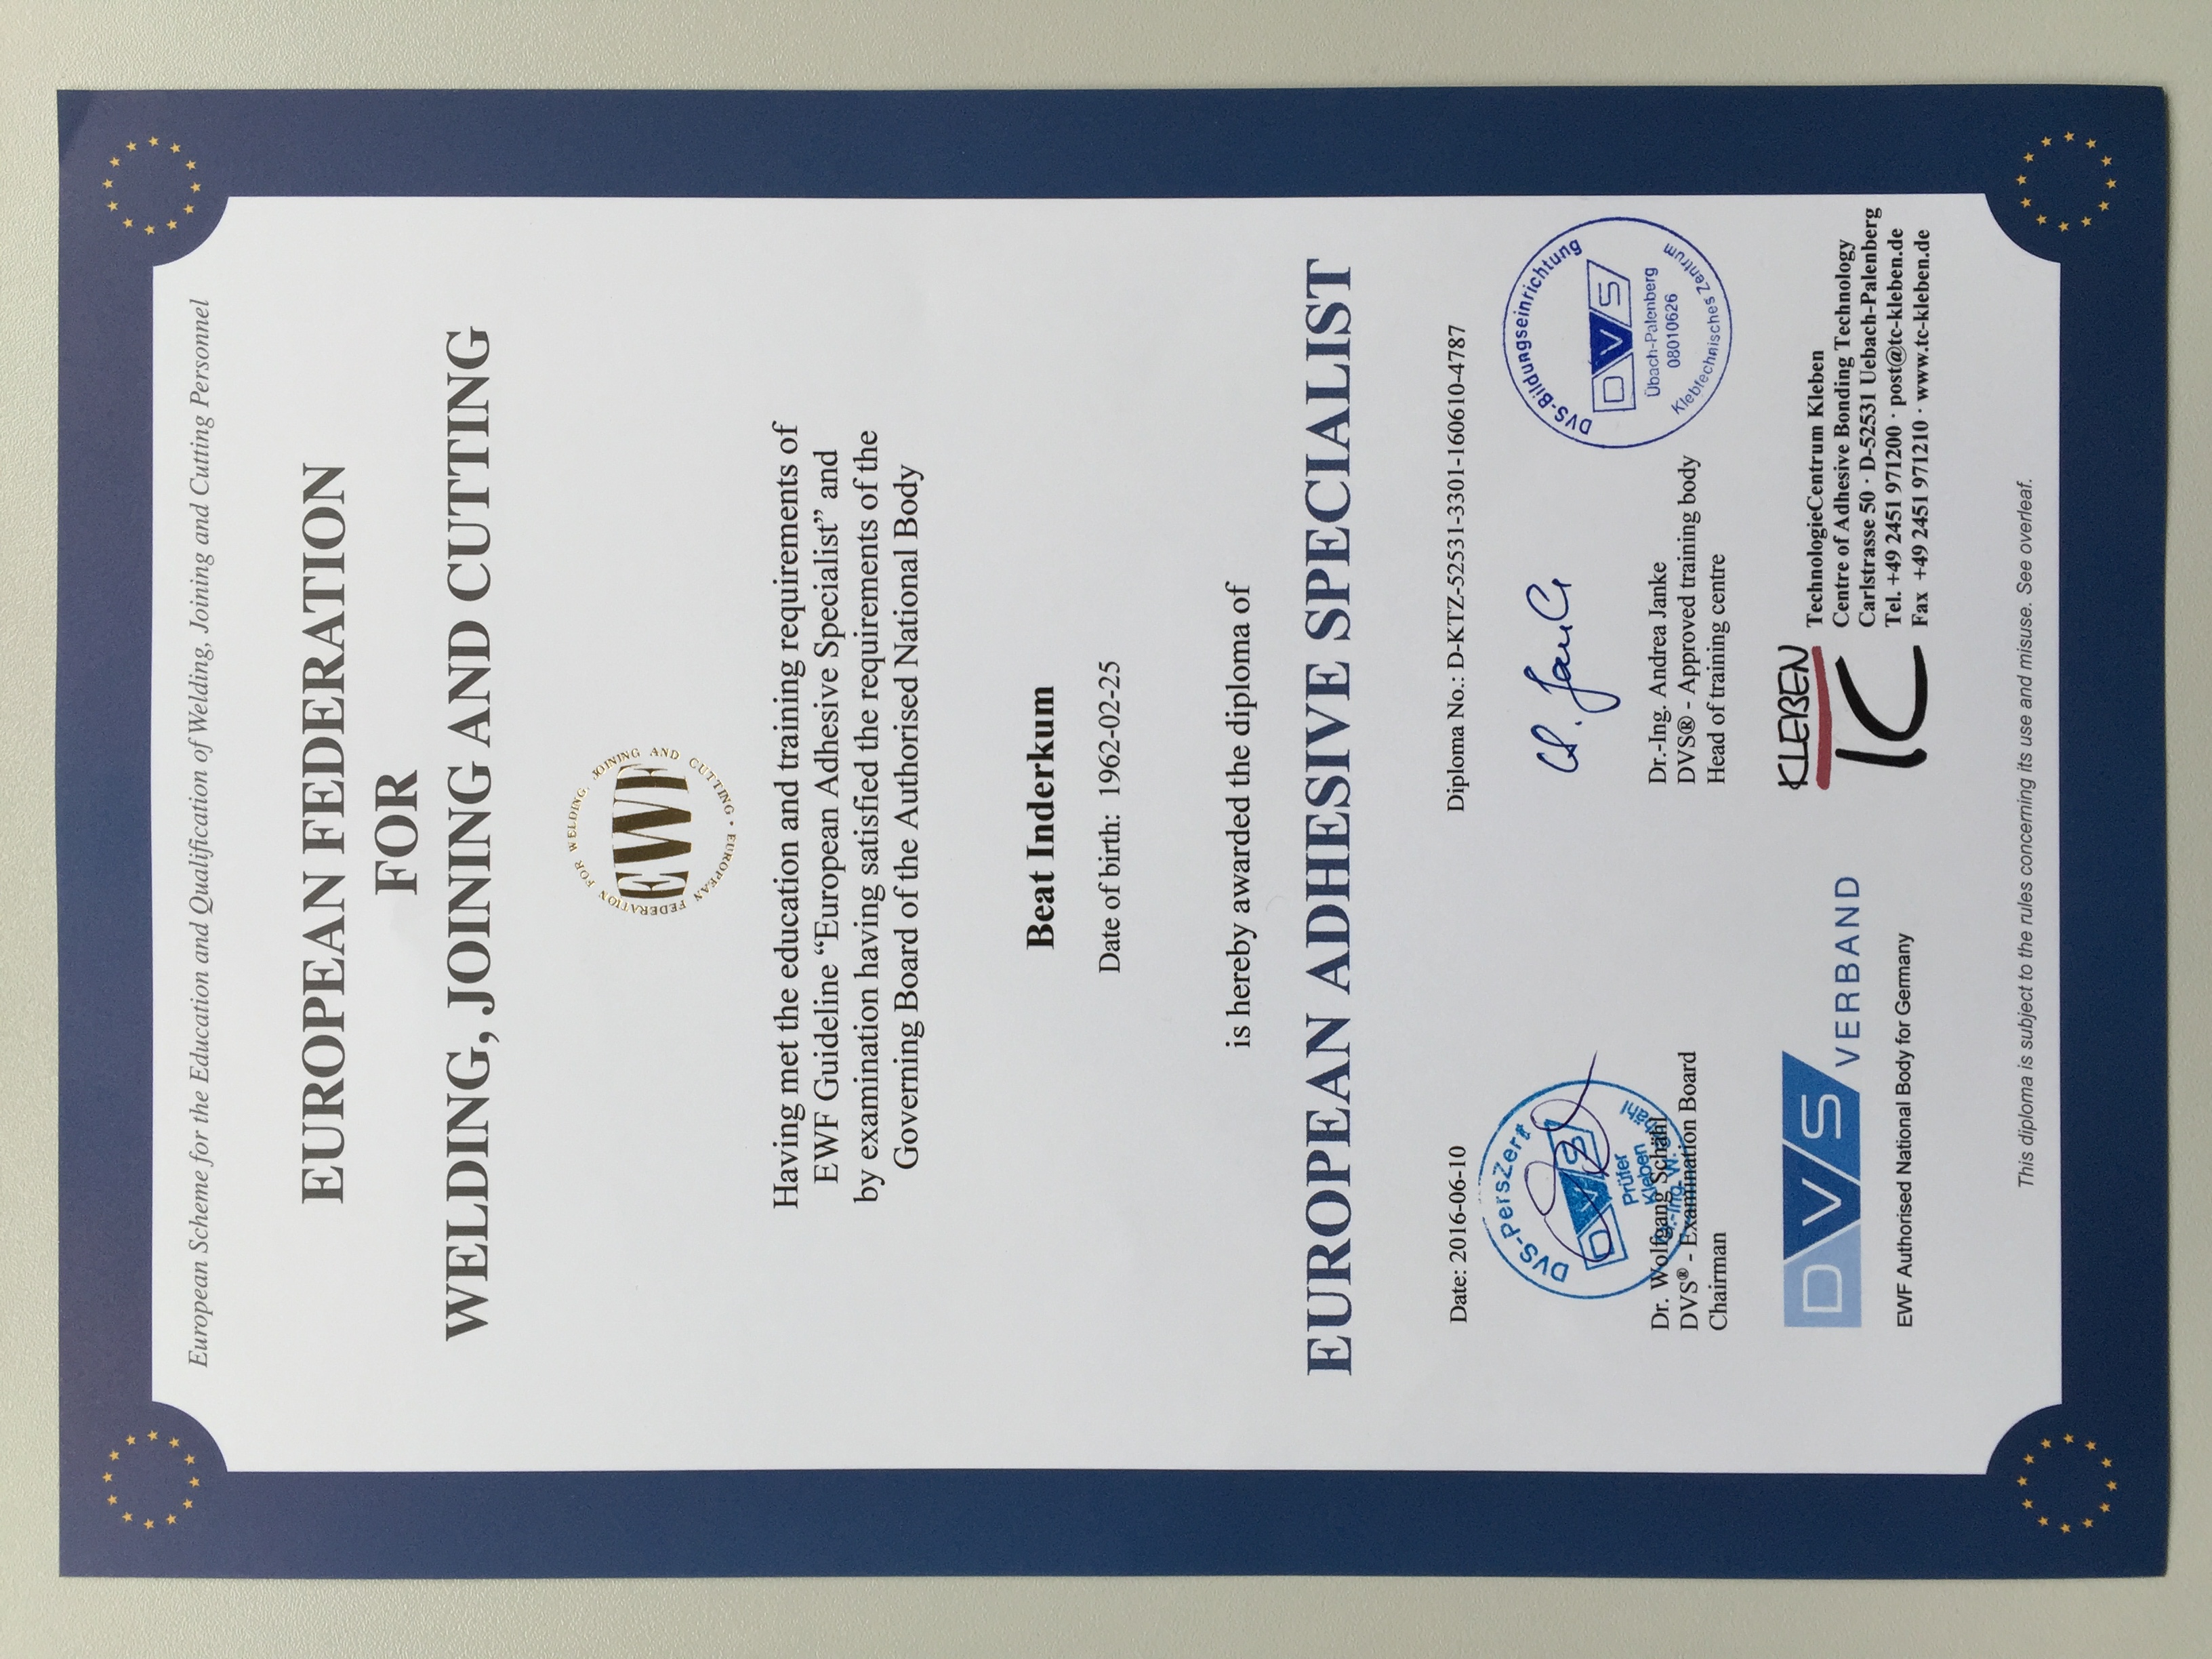 European Scheme for the Education and Qualification of Welding, Joining and Cutting Personnel
EUROPEAN FEDERATION
FOR
WELDING, JOINING AND CUTTING
EUROPEAN FEDERATION FOR WELDING, JOINING AND CUTTING •
EWF
Having met the education and training requirements of
EWF Guideline “European Adhesive Specialist” and
by examination having satisfied the requirements of the
Governing Board of the Authorised National Body
Beat Inderkum
Date of birth: 1962-02-25
is hereby awarded the diploma of
EUROPEAN ADHESIVE SPECIALIST
Date: 2016-06-10
Diploma No.: D-KTZ-52531-3301-160610-4787
DVS-PersZert
DVS
Prüfer
Kleben
Dr.-Ing. W.
Schähl
Dr. Wolfgang Schähl
DVS® - Examination Board
Chairman
Dr.-Ing. Andrea Janke
DVS® - Approved training body
Head of training centre
DVS-Bildungseinrichtung
DVS
Übach-Palenberg
08010626
Klebtechnisches Zentrum
DVS VERBAND
EWF Authorised National Body for Germany
KLEBEN
TC
TechnologieCentrum Kleben
Centre of Adhesive Bonding Technology
Carlstrasse 50 · D-52531 Uebach-Palenberg
Tel. +49 2451 971200 · post@tc-kleben.de
Fax +49 2451 971210 · www.tc-kleben.de
This diploma is subject to the rules concerning its use and misuse. See overleaf.